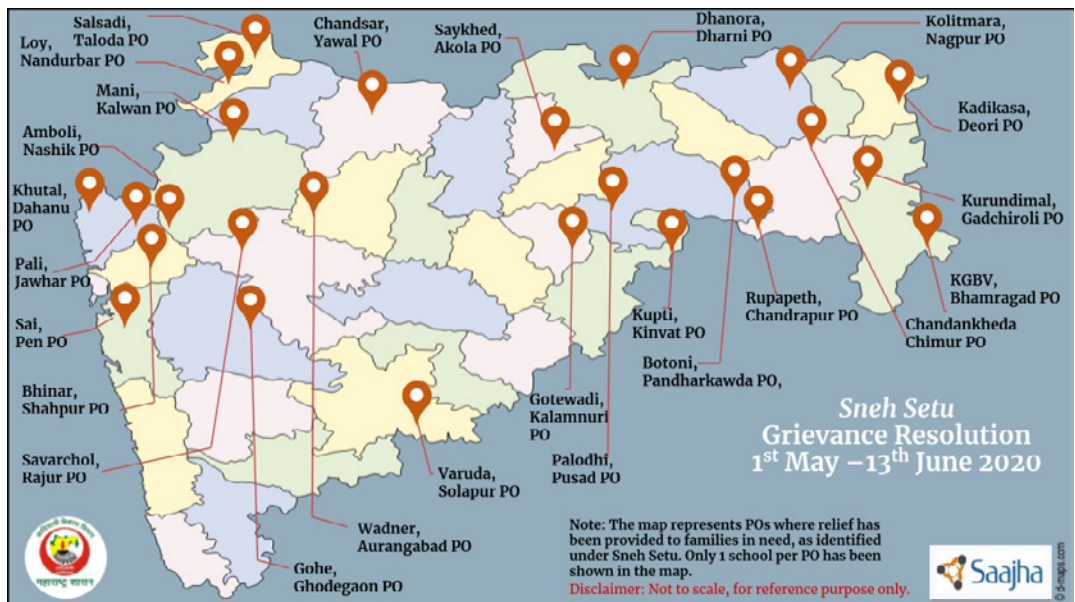 Salsadi,
Taloda PO
Loy,
Nandurbar PO
Mani,
Kalwan PO
Amboli,
Nashik PO
Khutal,
Dahanu
PO
Pali,
Jawhar PO
Sai,
Pen PO
Bhinar,
Shahpur PO
Savarchol,
Rajur PO
Chandsar,
Yawal PO
Saykhed,
Akola PO
Dhanora,
Dharni PO
Kolitmara,
Nagpur PO
Kadikasa,
Deori PO
Kurundimal,
Gadchiroli PO
KGBV,
Bhamragad PO
Chandankheda
Chimur PO
Rupapeth,
Chandrapur PO
Botoni,
Pandharkawda PO,
Kupti,
Kinvat PO
Gotewadi,
Kalamnuri
PO
Palodhi,
Pusad PO
Varuda,
Solapur PO
Wadner,
Aurangabad PO
Gohe,
Ghodegaon PO
Sneh Setu
Grievance Resolution
1st May –13th June 2020
Note: The map represents POs where relief has
been provided to families in need, as identified
under Sneh Setu. Only 1 school per PO has been
shown in the map.
Disclaimer: Not to scale, for reference purpose only.
महाराष्ट्र शासन
Saajha
© d-maps.com